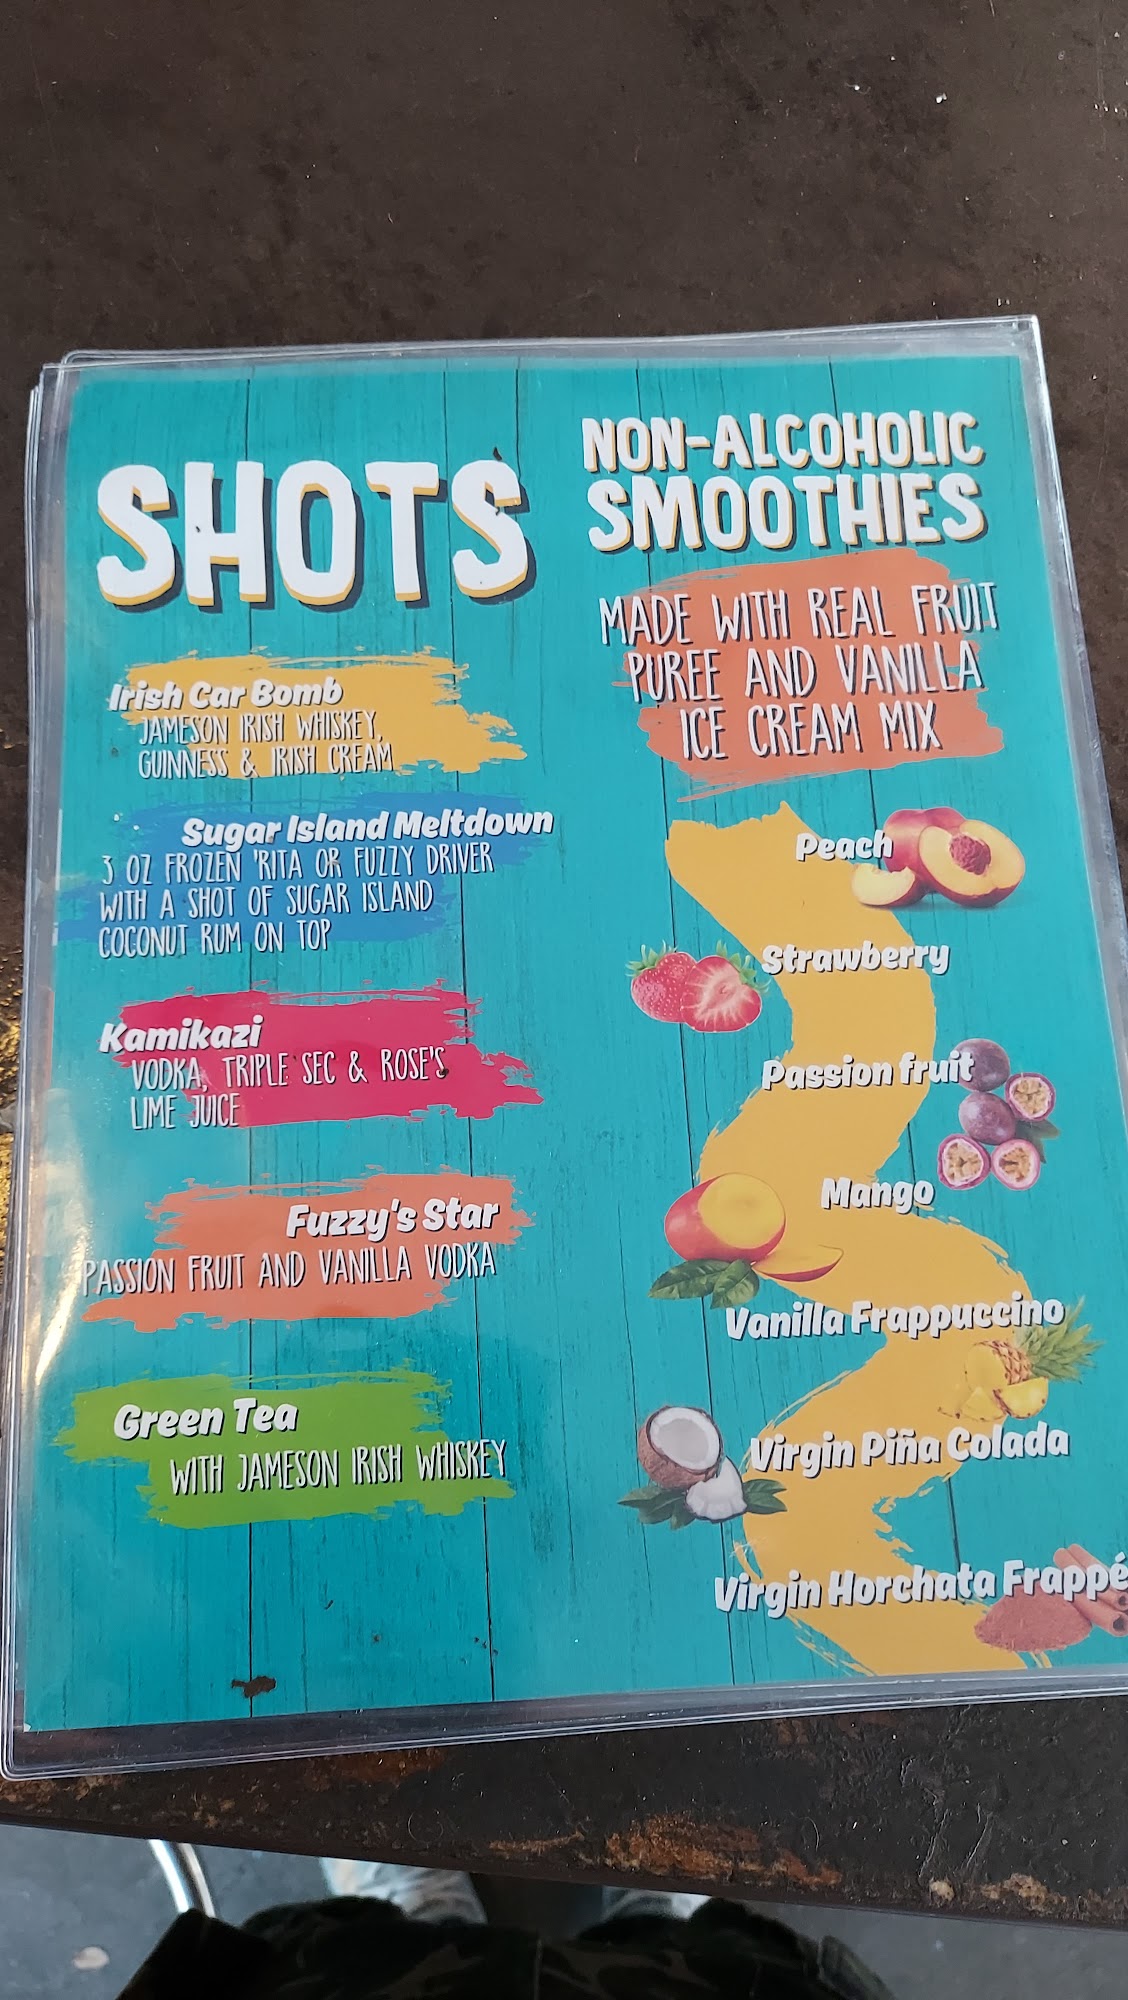 SHOTS
Irish Car Bomb
JAMESON IRISH WHISKEY,
GUINNESS & IRISH CREAM
Sugar Island Meltdown
3 OZ FROZEN 'RITA OR FUZZY DRIVER
WITH A SHOT OF SUGAR ISLAND
COCONUT RUM ON TOP
Kamikazi
VODKA, TRIPLE SEC & ROSE'S
LIME JUICE
Fuzzy's Star
PASSION FRUIT AND VANILLA VODKA
Green Tea
WITH JAMESON IRISH WHISKEY
NON-ALCOHOLIC
SMOOTHIES
MADE WITH REAL FRUIT
PUREE AND VANILLA
ICE CREAM MIX
Peach
Strawberry
Passion fruit
Mango
Vanilla Frappuccino
Virgin Piña Colada
Virgin Horchata Frappé